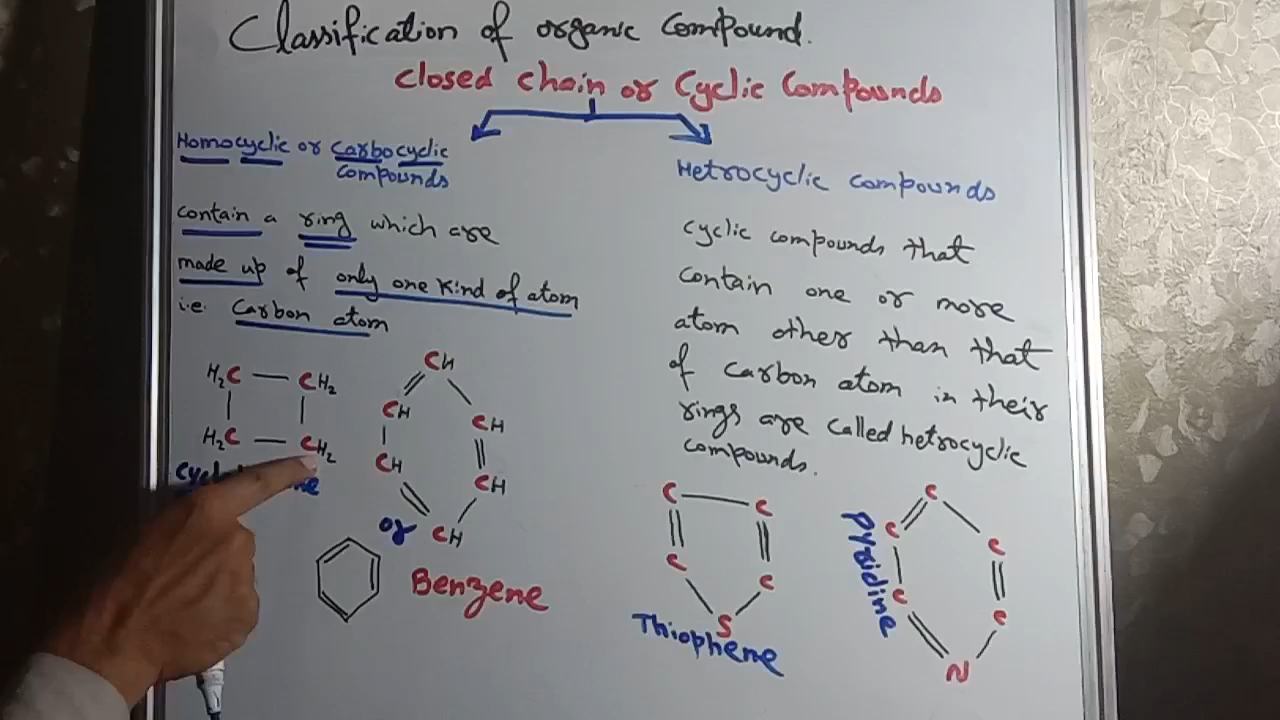 Classification of organic Compound.
Closed Chain or Cyclic Compounds
Homocyclic or Carbocyclic
Compounds
contain a ring which are
made up of only one kind of atom
i.e. Carbon atom
H₂C — CH₂
H₂C — CH₂
CH
CH
CH
CH
CH
CH
or
Benzene
Hetrocyclic compounds
cyclic compounds that
contain one or more
atom other than that
of carbon atom in their
rings are called hetrocyclic
compounds.
C C
C C
S
Thiophene
Pyridine
C
C C
C C
N